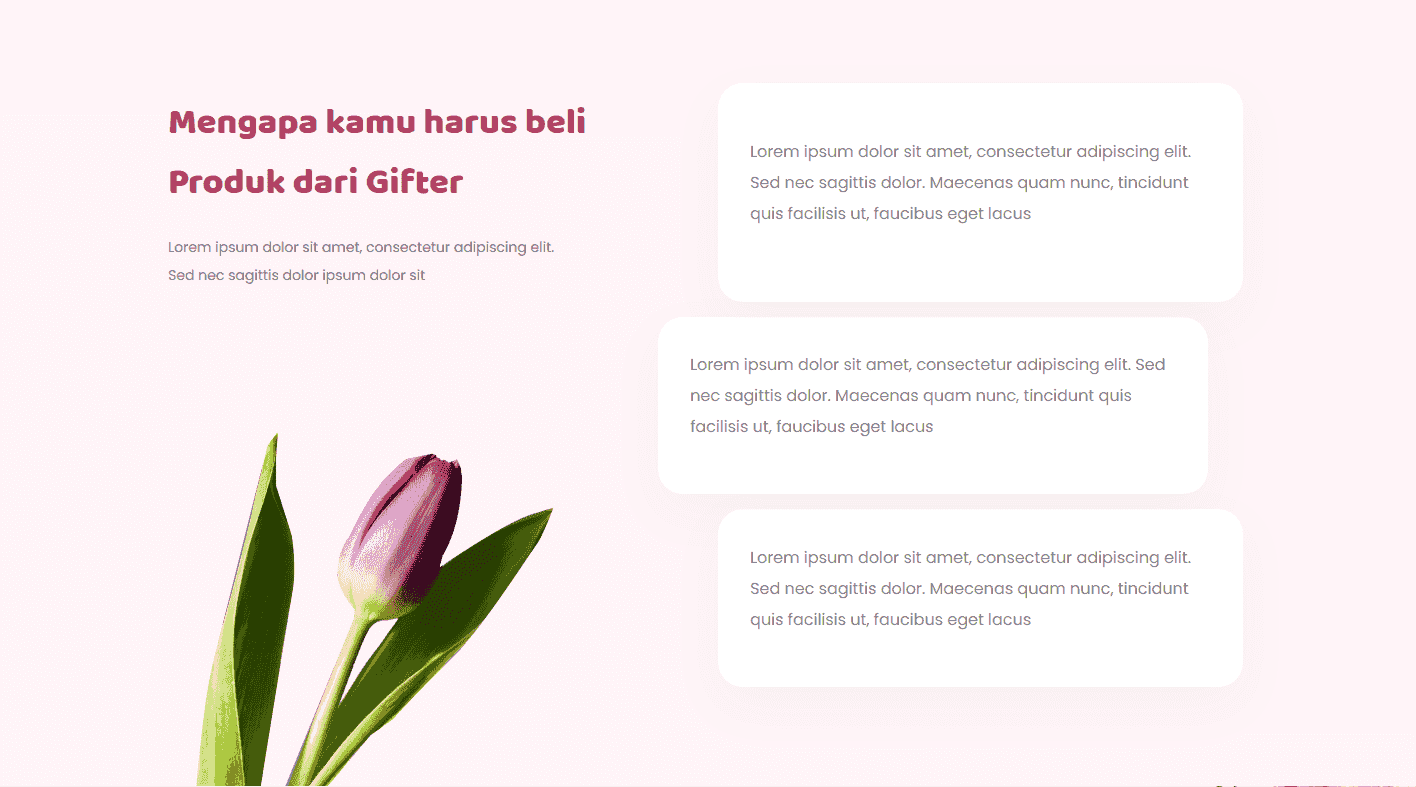 Mengapa kamu harus beli
Produk dari Gifter
Lorem ipsum dolor sit amet, consectetur adipiscing elit.
Sed nec sagittis dolor ipsum dolor sit
Lorem ipsum dolor sit amet, consectetur adipiscing elit.
Sed nec sagittis dolor. Maecenas quam nunc, tincidunt
quis facilisis ut, faucibus eget lacus
Lorem ipsum dolor sit amet, consectetur adipiscing elit. Sed
nec sagittis dolor. Maecenas quam nunc, tincidunt quis
facilisis ut, faucibus eget lacus
Lorem ipsum dolor sit amet, consectetur adipiscing elit.
Sed nec sagittis dolor. Maecenas quam nunc, tincidunt
quis facilisis ut, faucibus eget lacus